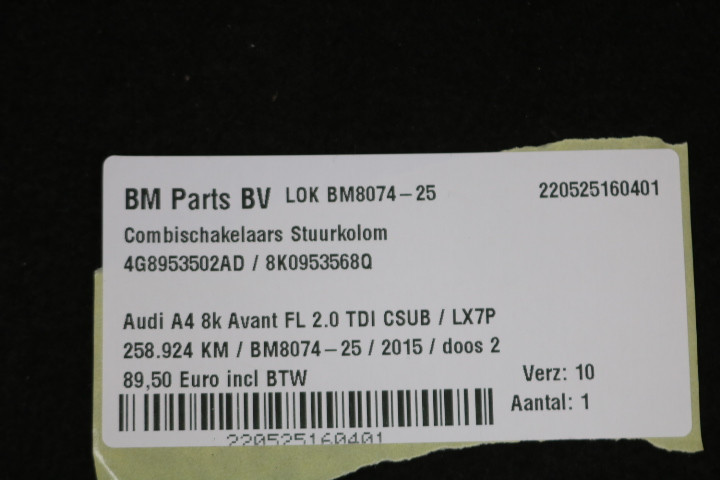 BM Parts BV LOK BM8074-25 220525160401
Combischakelaars Stuurkolom
4G8953502AD / 8K0953568Q
Audi A4 8k Avant FL 2.0 TDI CSUB / LX7P
258.924 KM / BM8074-25 / 2015 / doos 2
89,50 Euro incl BTW Verz: 10
Aantal: 1
220525160401